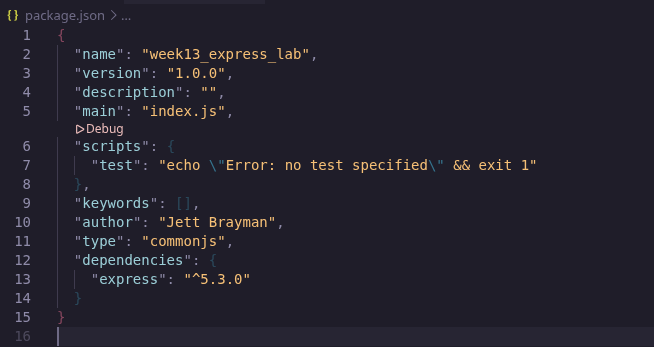 {} package.json > ...
1 {
2 "name": "week13_express_lab",
3 "version": "1.0.0",
4 "description": "",
5 "main": "index.js",
Debug
6 "scripts": {
7 "test": "echo \"Error: no test specified\" && exit 1"
8 },
9 "keywords": [],
10 "author": "Jett Brayman",
11 "type": "commonjs",
12 "dependencies": {
13 "express": "^5.3.0"
14 }
15 }
16